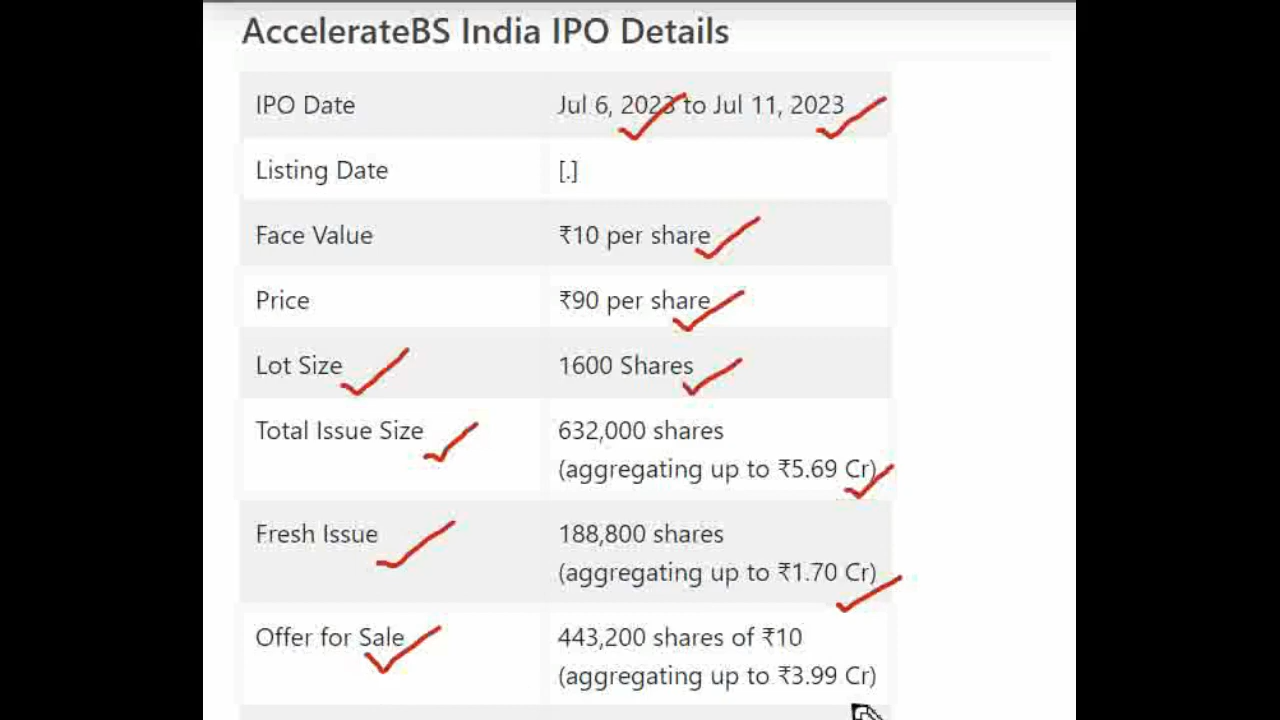 AccelerateBS India IPO Details
IPO Date Jul 6, 2023 to Jul 11, 2023
Listing Date [.]
Face Value ₹10 per share
Price ₹90 per share
Lot Size 1600 Shares
Total Issue Size 632,000 shares
(aggregating up to ₹5.69 Cr)
Fresh Issue 188,800 shares
(aggregating up to ₹1.70 Cr)
Offer for Sale 443,200 shares of ₹10
(aggregating up to ₹3.99 Cr)